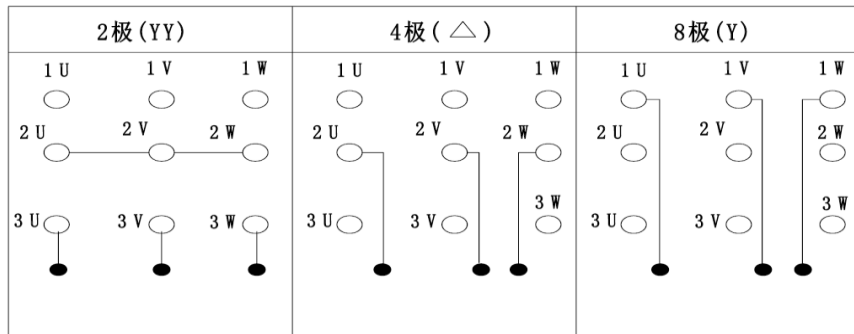 2极(YY) 4极(△) 8极(Y)
1U 1V 1W 1U 1V 1W 1U 1V 1W
2U 2V 2W 2U 2V 2W 2U 2V 2W
3U 3V 3W 3U 3V 3W 3U 3V 3W